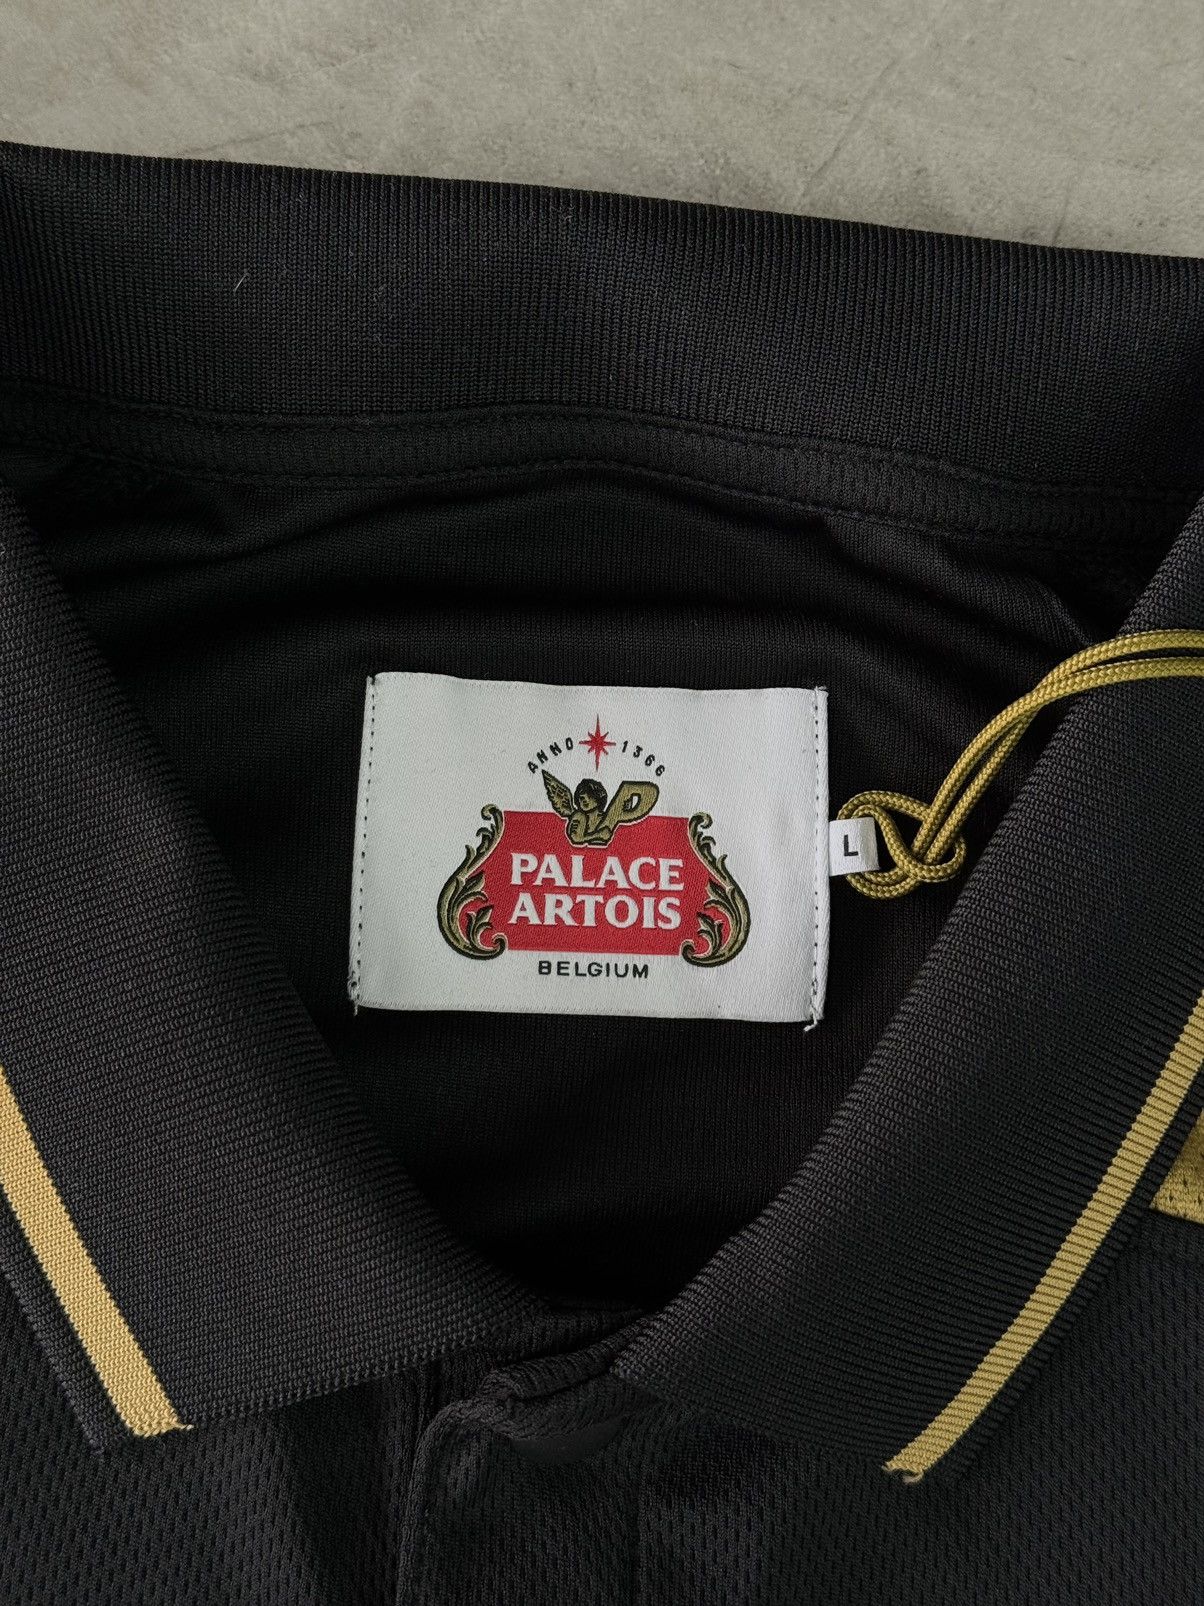 ANNO 1366
P
PALACE
ARTOIS
BELGIUM
L